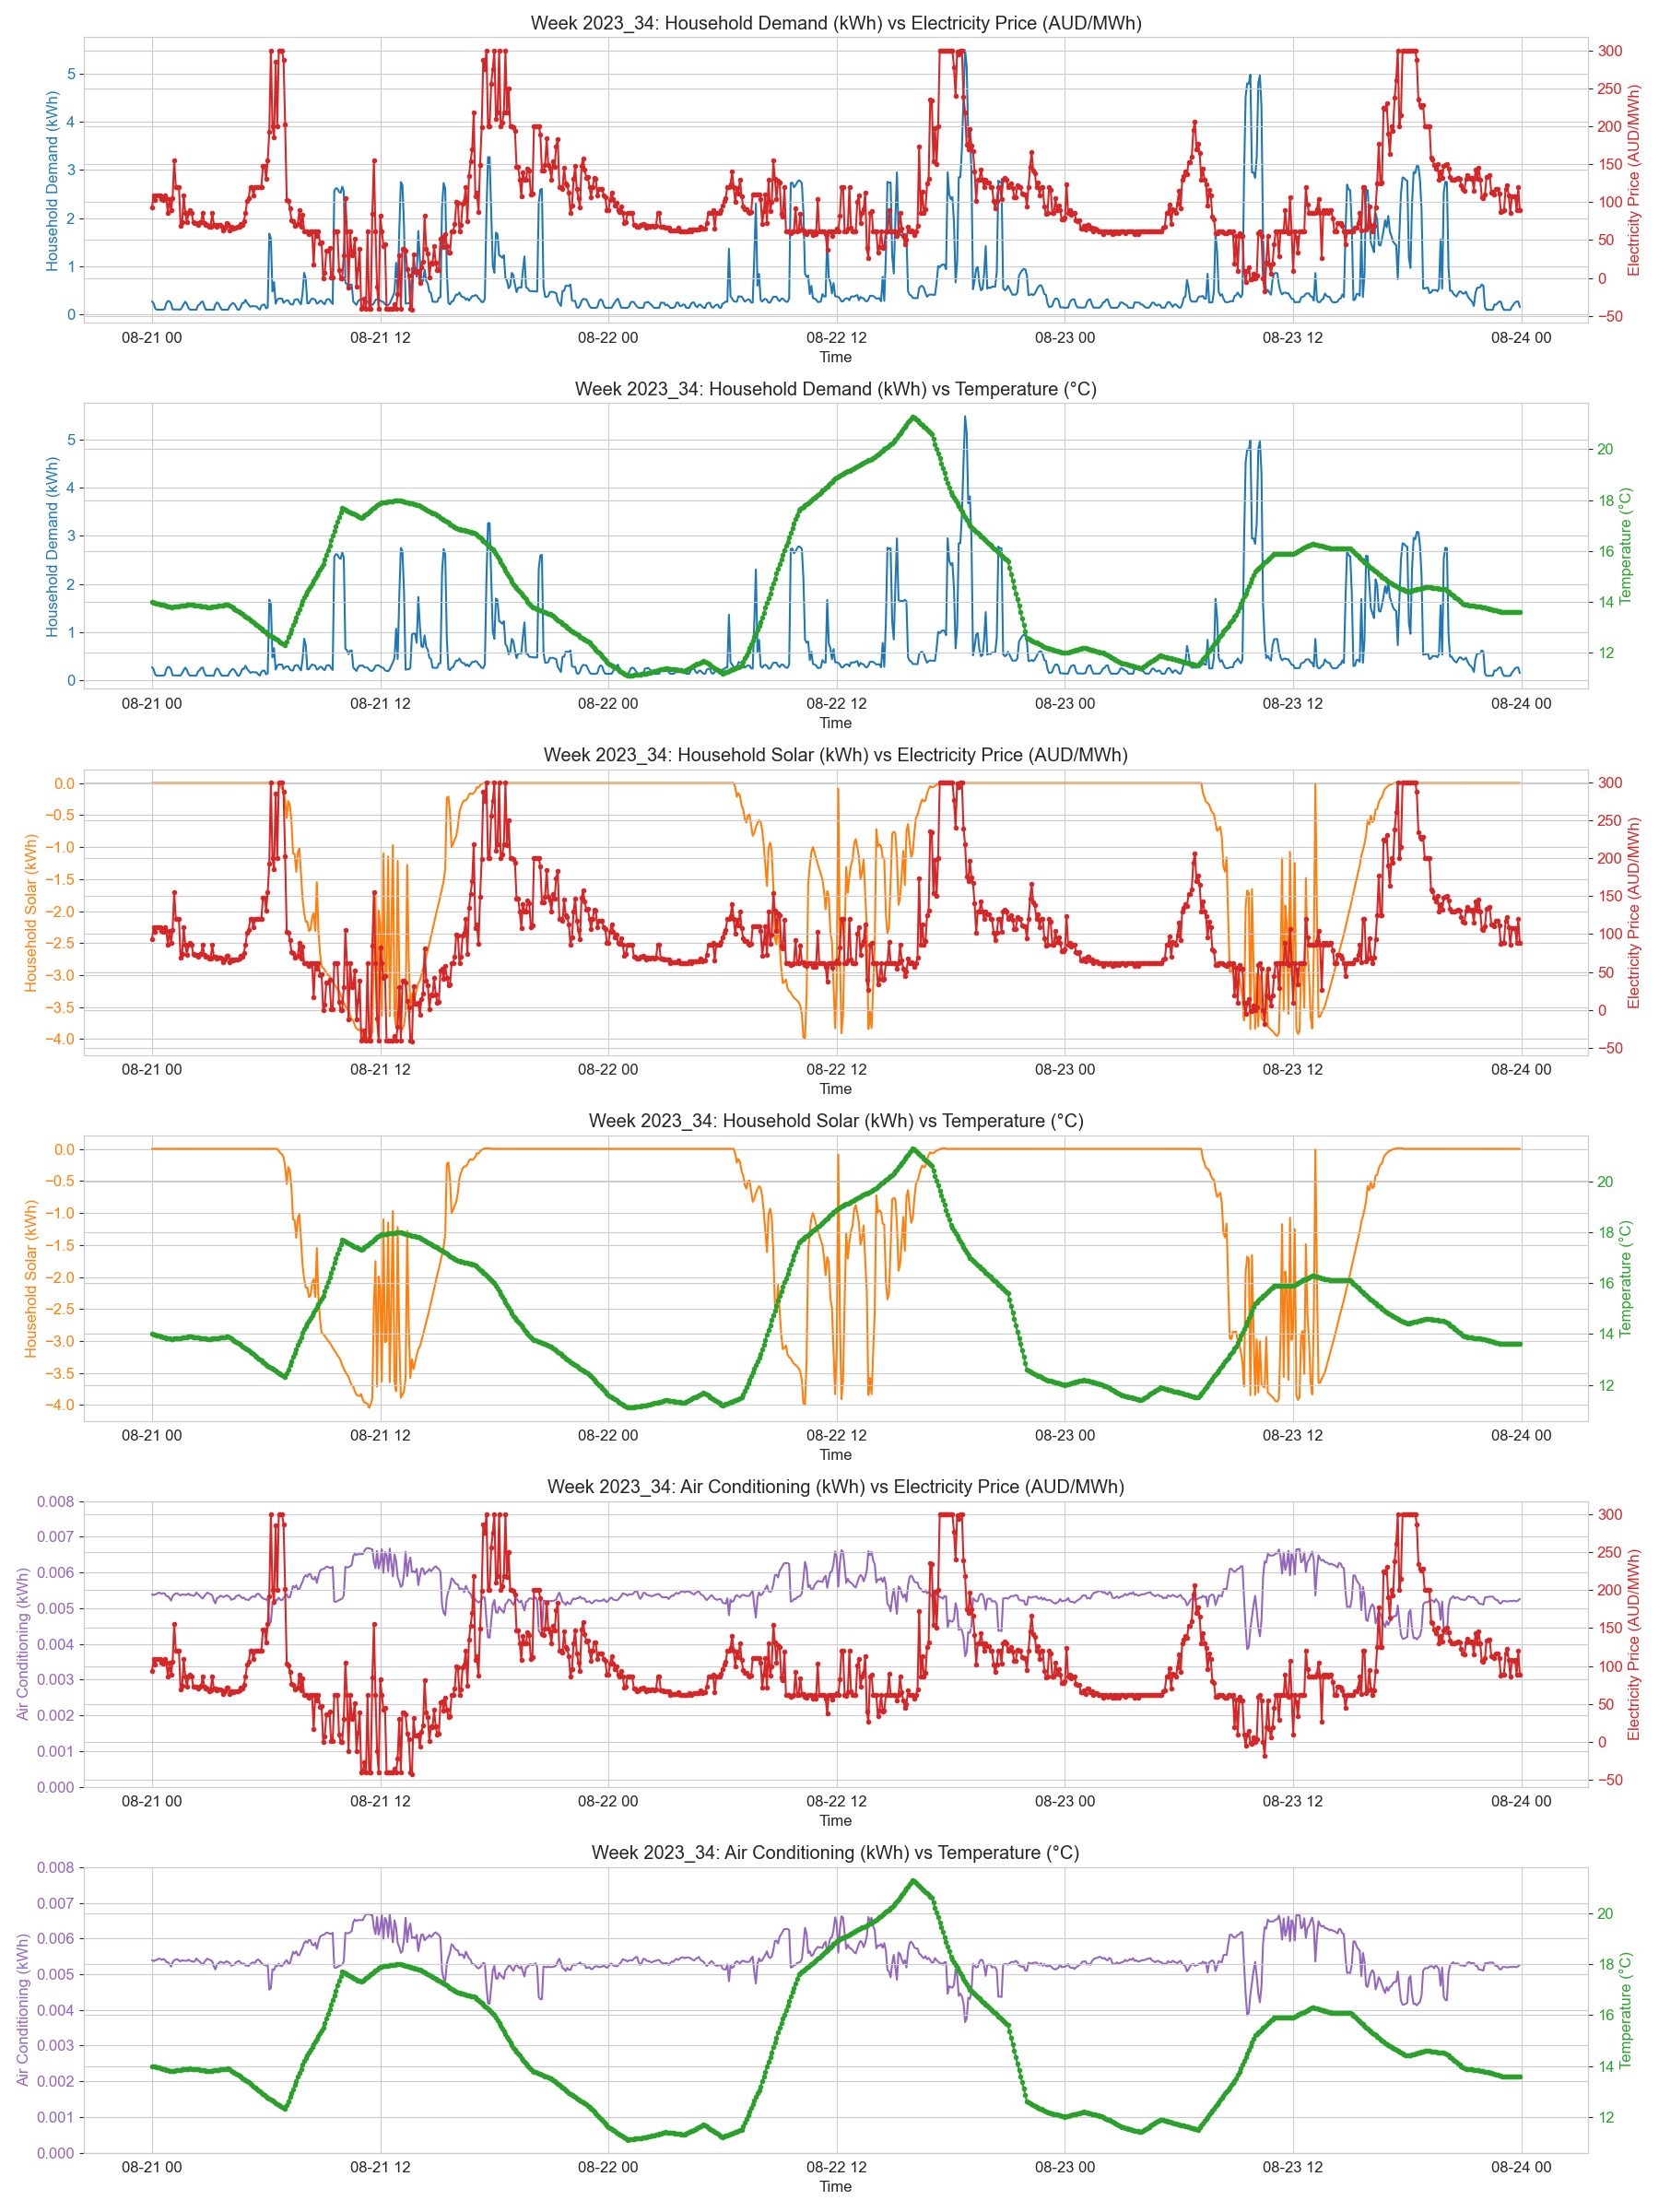 Week 2023_34: Household Demand (kWh) vs Electricity Price (AUD/MWh)
Household Demand (kWh)
5
4
3
2
1
0
300
250
200
150
100
50
0
−50
Electricity Price (AUD/MWh)
08-21 00 08-21 12 08-22 00 08-22 12 08-23 00 08-23 12 08-24 00
Time
Week 2023_34: Household Demand (kWh) vs Temperature (°C)
Household Demand (kWh)
5
4
3
2
1
0
20
18
16
14
12
Temperature (°C)
08-21 00 08-21 12 08-22 00 08-22 12 08-23 00 08-23 12 08-24 00
Time
Week 2023_34: Household Solar (kWh) vs Electricity Price (AUD/MWh)
Household Solar (kWh)
0.0
−0.5
−1.0
−1.5
−2.0
−2.5
−3.0
−3.5
−4.0
300
250
200
150
100
50
0
−50
Electricity Price (AUD/MWh)
08-21 00 08-21 12 08-22 00 08-22 12 08-23 00 08-23 12 08-24 00
Time
Week 2023_34: Household Solar (kWh) vs Temperature (°C)
Household Solar (kWh)
0.0
−0.5
−1.0
−1.5
−2.0
−2.5
−3.0
−3.5
−4.0
20
18
16
14
12
Temperature (°C)
08-21 00 08-21 12 08-22 00 08-22 12 08-23 00 08-23 12 08-24 00
Time
Week 2023_34: Air Conditioning (kWh) vs Electricity Price (AUD/MWh)
Air Conditioning (kWh)
0.008
0.007
0.006
0.005
0.004
0.003
0.002
0.001
0.000
300
250
200
150
100
50
0
−50
Electricity Price (AUD/MWh)
08-21 00 08-21 12 08-22 00 08-22 12 08-23 00 08-23 12 08-24 00
Time
Week 2023_34: Air Conditioning (kWh) vs Temperature (°C)
Air Conditioning (kWh)
0.008
0.007
0.006
0.005
0.004
0.003
0.002
0.001
0.000
20
18
16
14
12
Temperature (°C)
08-21 00 08-21 12 08-22 00 08-22 12 08-23 00 08-23 12 08-24 00
Time